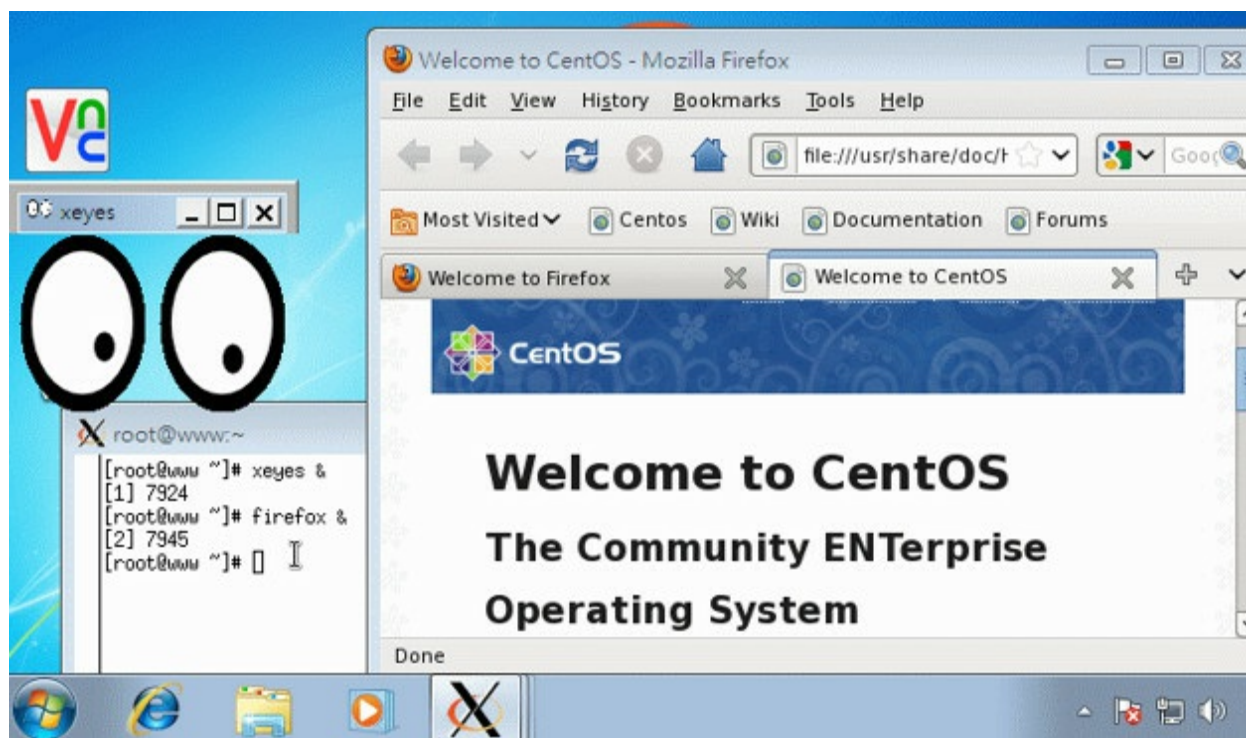 Welcome to CentOS - Mozilla Firefox
File Edit View History Bookmarks Tools Help
file:///usr/share/doc/H
Goog
Most Visited Centos Wiki Documentation Forums
Welcome to Firefox Welcome to CentOS
CentOS
Welcome to CentOS
The Community ENTerprise
Operating System
Done
VNC
xeyes
root@www:~
[root@www ~]# xeyes &
[1] 7924
[root@www ~]# firefox &
[2] 7945
[root@www ~]#